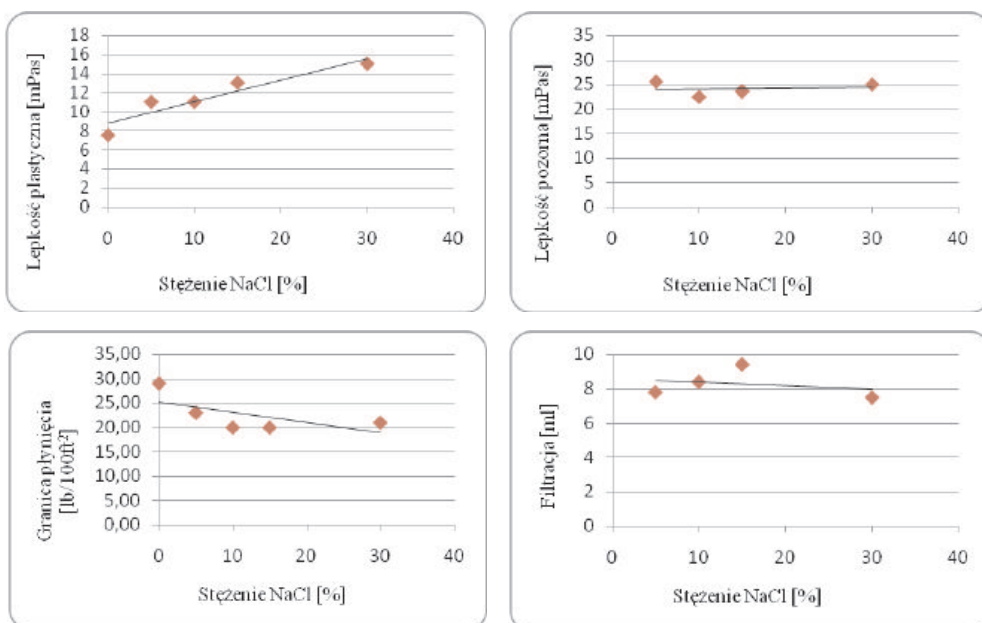 Lepkość plastyczna [mPas]
18
16
14
12
10
8
6
4
2
0
0 10 20 30 40
Stężenie NaCl [%]
Lepkość pozorna [mPas]
35
30
25
20
15
10
5
0
0 10 20 30 40
Stężenie NaCl [%]
Granica płynięcia
[lb/100ft²]
35,00
30,00
25,00
20,00
15,00
10,00
5,00
0,00
0 10 20 30 40
Stężenie NaCl [%]
Filtracja [ml]
10
8
6
4
2
0
0 10 20 30 40
Stężenie NaCl [%]